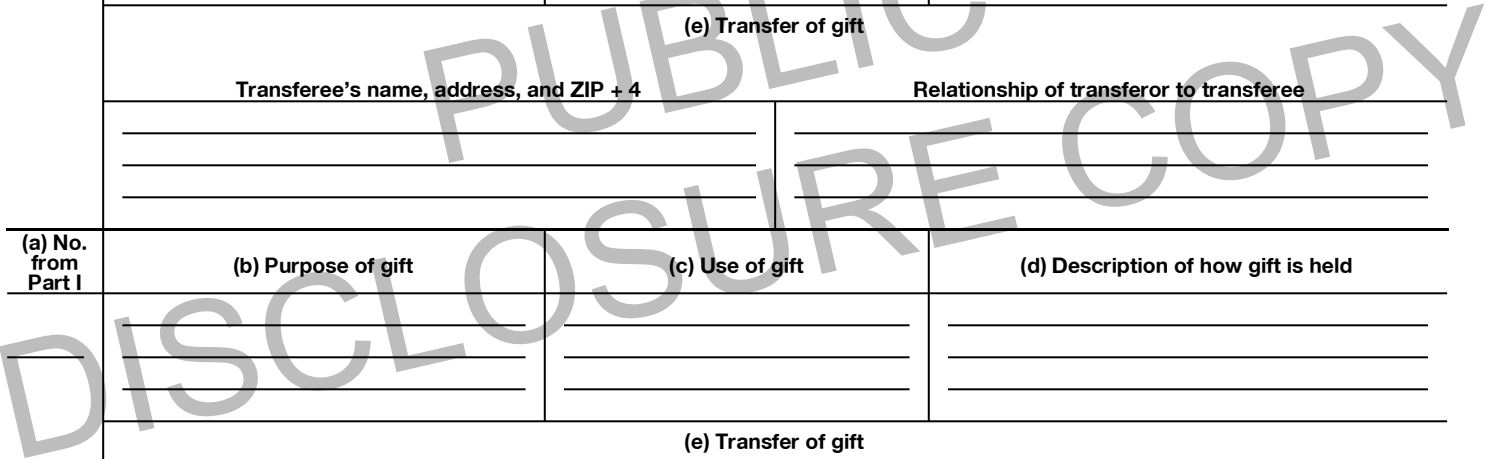 (e) Transfer of gift
Transferee's name, address, and ZIP + 4 Relationship of transferor to transferee
(a) No. from Part I (b) Purpose of gift (c) Use of gift (d) Description of how gift is held
(e) Transfer of gift
PUBLIC
DISCLOSURE COPY